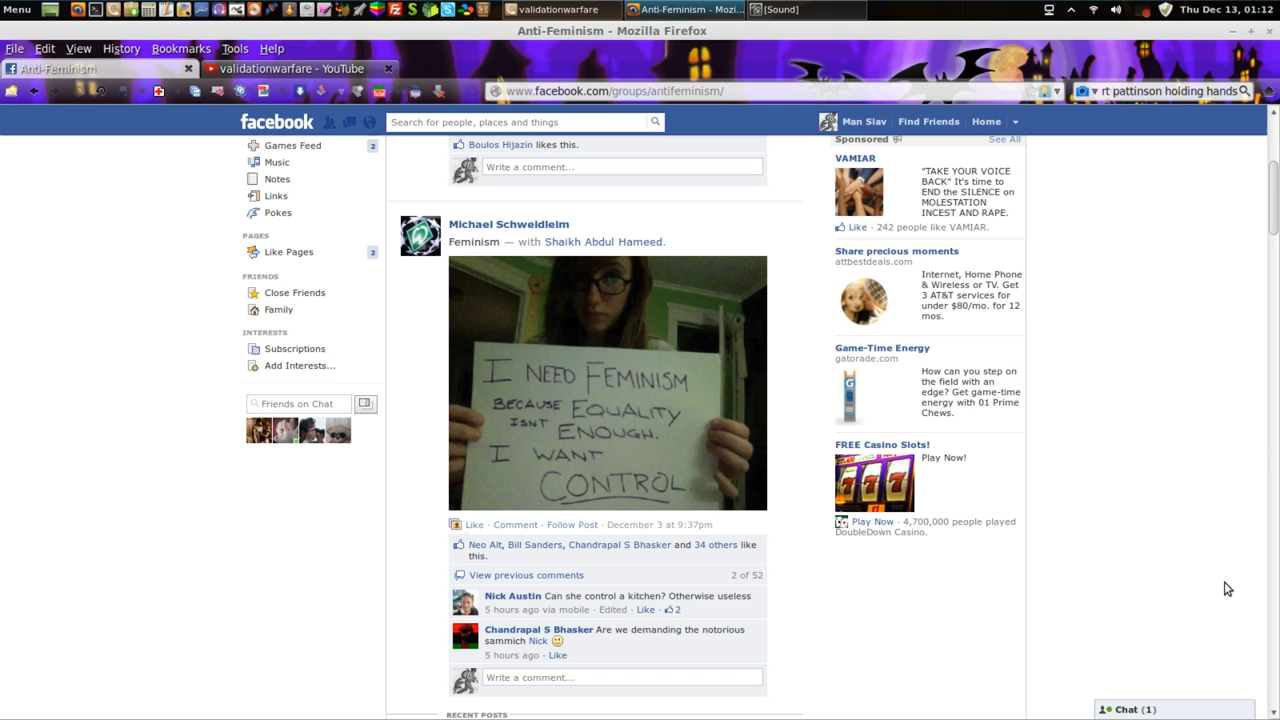 Menu
validationwarfare
Anti-Feminism - Mozi...
[Sound]
Thu Dec 13, 01:12
Anti-Feminism - Mozilla Firefox
File Edit View History Bookmarks Tools Help
Anti-Feminism
validationwarfare - YouTube
www.facebook.com/groups/antifeminism/
rt pattinson holding hands
facebook
Search for people, places and things
Man Slav Find Friends Home
Games Feed 2
Music
Notes
Links
Pokes
PAGES
Like Pages 2
FRIENDS
Close Friends
Family
INTERESTS
Subscriptions
Add Interests...
Friends on Chat
Boulos Hijazin likes this.
Write a comment...
Michael Schweidleim
Feminism — with Shaikh Abdul Hameed.
I NEED FEMINISM
BECAUSE EQUALITY
ISNT ENOUGH.
I WANT
CONTROL.
Like · Comment · Follow Post · December 3 at 9:37pm
Neo Alt, Bill Sanders, Chandrapal S Bhasker and 34 others like
this.
View previous comments 2 of 52
Nick Austin Can she control a kitchen? Otherwise useless
5 hours ago via mobile · Edited · Like · 2
Chandrapal S Bhasker Are we demanding the notorious
sammich Nick
5 hours ago · Like
Write a comment...
RECENT POSTS
Sponsored See All
VAMIAR
"TAKE YOUR VOICE
BACK" It's time to
END the SILENCE on
MOLESTATION
INCEST AND RAPE.
Like · 242 people like VAMIAR.
Share precious moments
attbestdeals.com
Internet, Home Phone
& Wireless or TV. Get
3 AT&T services for
under $80/mo. for 12
mos.
Game-Time Energy
gatorade.com
How can you step on
the field with an
edge? Get game-time
energy with 01 Prime
Chews.
G
FREE Casino Slots!
Play Now!
Play Now · 4,700,000 people played
DoubleDown Casino.
Chat (1)